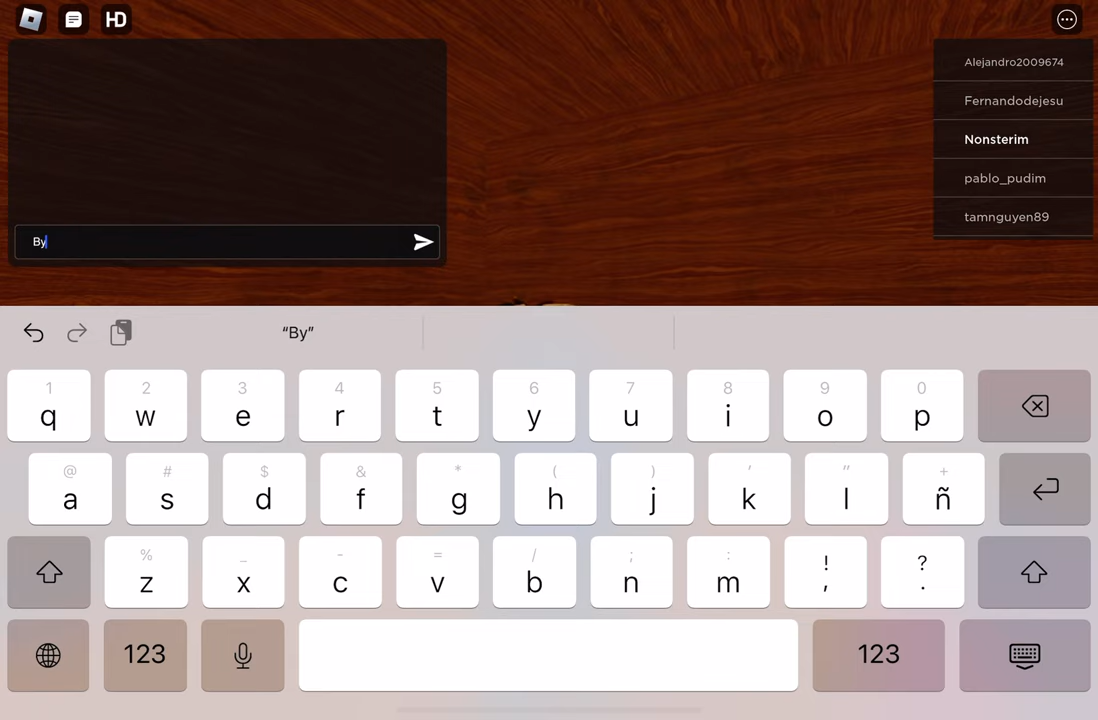 HD
Alejandro2009674
Fernandodejesu
Nonsterim
pablo_pudim
tamnguyen89
By
“By”
1 2 3 4 5 6 7 8 9 0
q w e r t y u i o p
@ # $ & * ( ) ' " +
a s d f g h j k l ñ
% _ - = / ; : ! ?
z x c v b n m , .
123 123